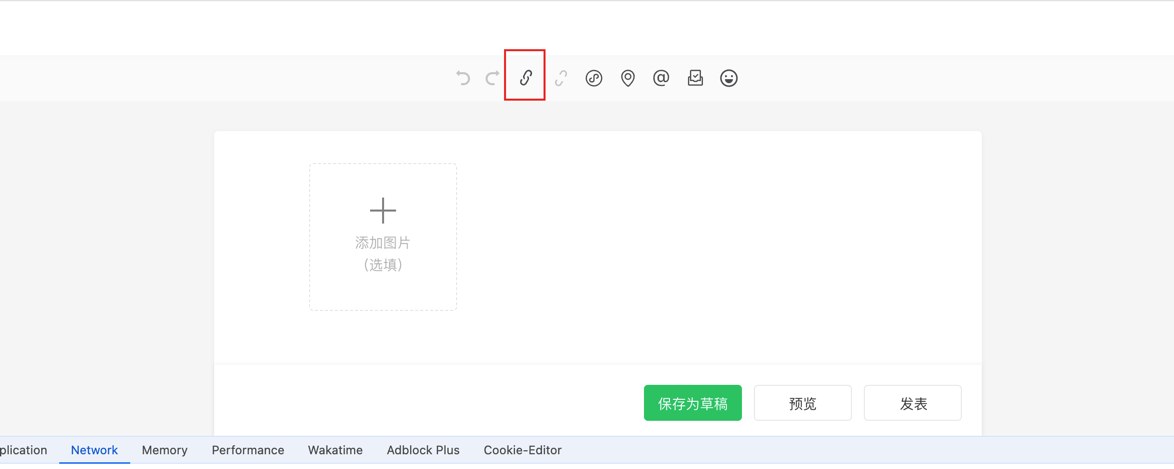 添加图片
(选填)
保存为草稿
预览
发表
plication
Network
Memory
Performance
Wakatime
Adblock Plus
Cookie-Editor